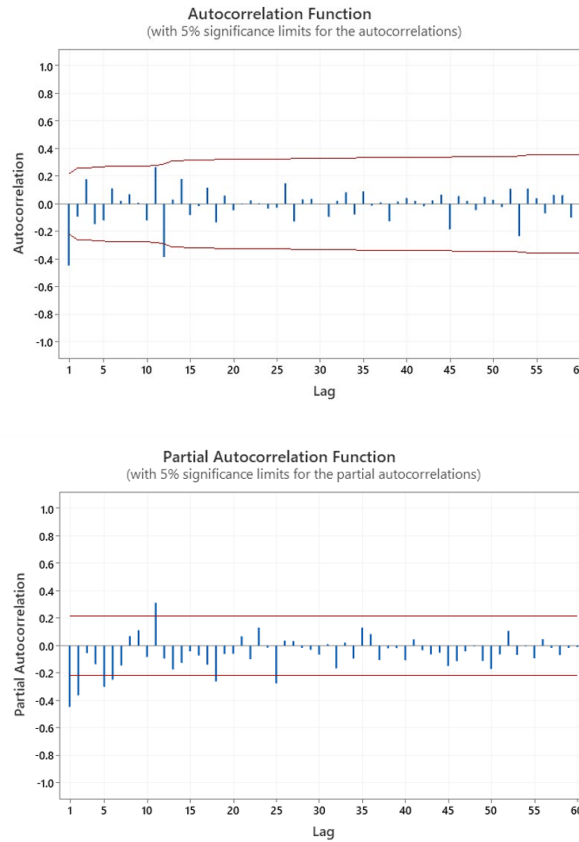 Autocorrelation Function
(with 5% significance limits for the autocorrelations)
1.0
0.8
0.6
0.4
0.2
0.0
-0.2
-0.4
-0.6
-0.8
-1.0
Autocorrelation
1 5 10 15 20 25 30 35 40 45 50 55 6
Lag
Partial Autocorrelation Function
(with 5% significance limits for the partial autocorrelations)
1.0
0.8
0.6
0.4
0.2
0.0
-0.2
-0.4
-0.6
-0.8
-1.0
Partial Autocorrelation
1 5 10 15 20 25 30 35 40 45 50 55 60
Lag